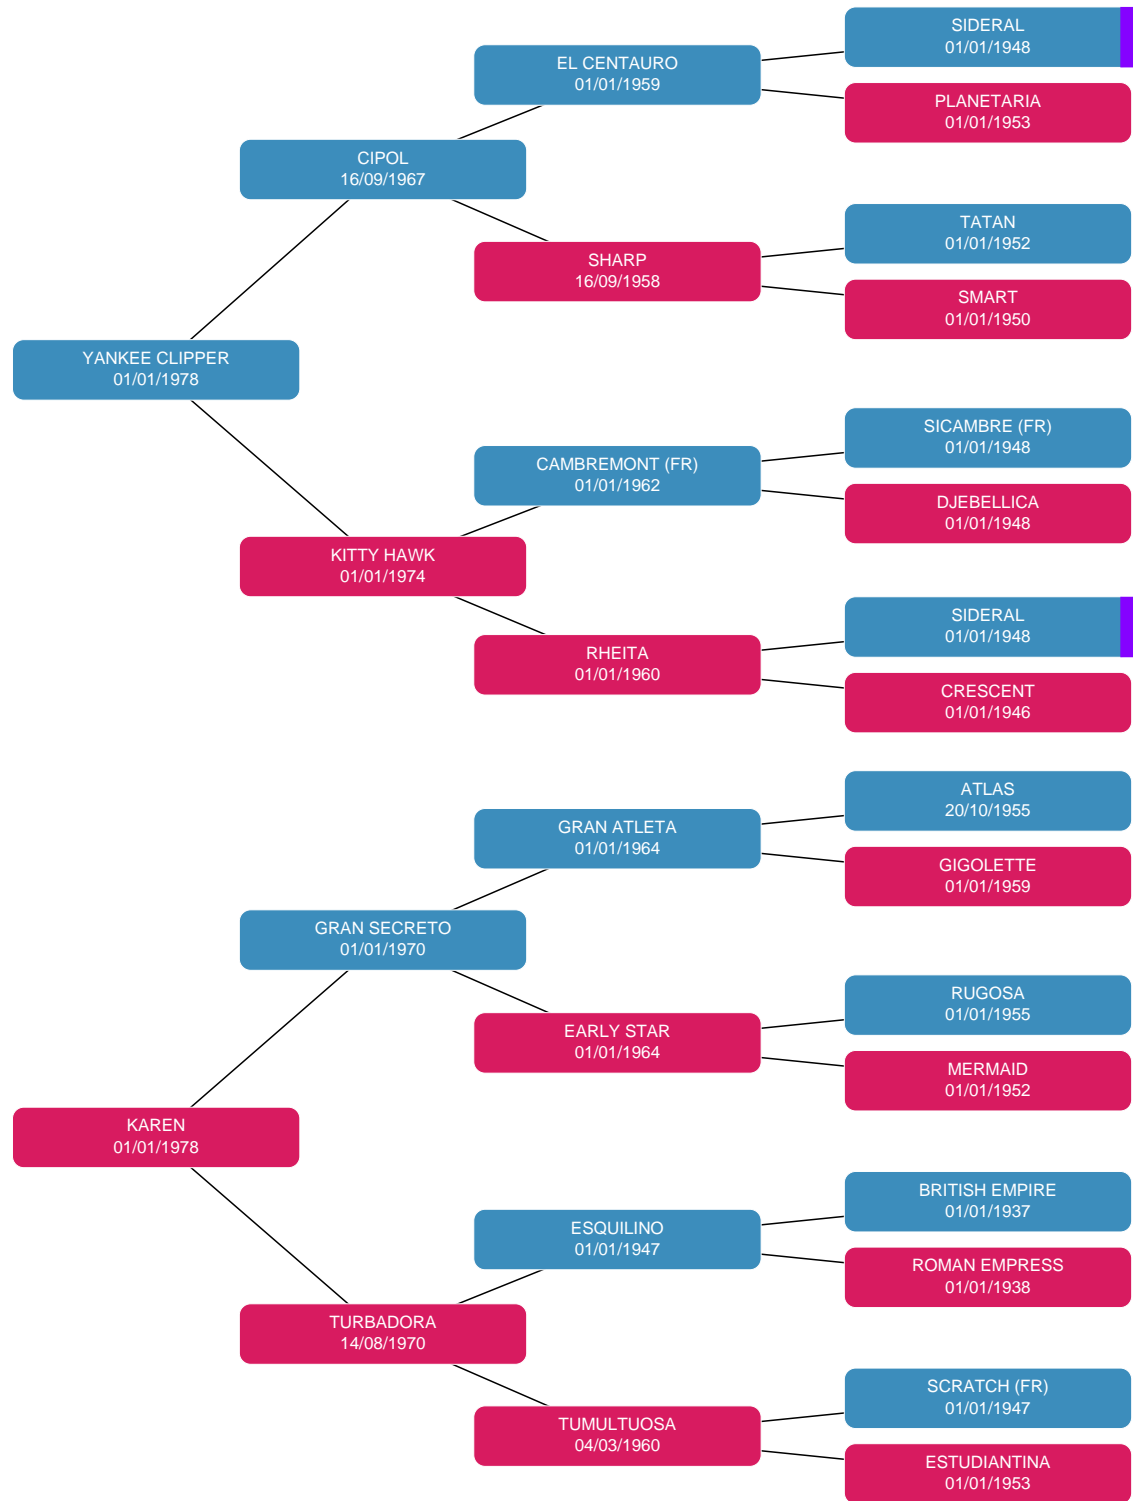 SIDERAL
01/01/1948
EL CENTAURO
01/01/1959
PLANETARIA
01/01/1953
CIPOL
16/09/1967
TATAN
01/01/1952
SHARP
16/09/1958
SMART
01/01/1950
YANKEE CLIPPER
01/01/1978
SICAMBRE (FR)
01/01/1948
CAMBREMONT (FR)
01/01/1962
DJEBELLICA
01/01/1948
KITTY HAWK
01/01/1974
SIDERAL
01/01/1948
RHEITA
01/01/1960
CRESCENT
01/01/1946
ATLAS
20/10/1955
GRAN ATLETA
01/01/1964
GIGOLETTE
01/01/1959
GRAN SECRETO
01/01/1970
RUGOSA
01/01/1955
EARLY STAR
01/01/1964
MERMAID
01/01/1952
KAREN
01/01/1978
BRITISH EMPIRE
01/01/1937
ESQUILINO
01/01/1947
ROMAN EMPRESS
01/01/1938
TURBADORA
14/08/1970
SCRATCH (FR)
01/01/1947
TUMULTUOSA
04/03/1960
ESTUDIANTINA
01/01/1953